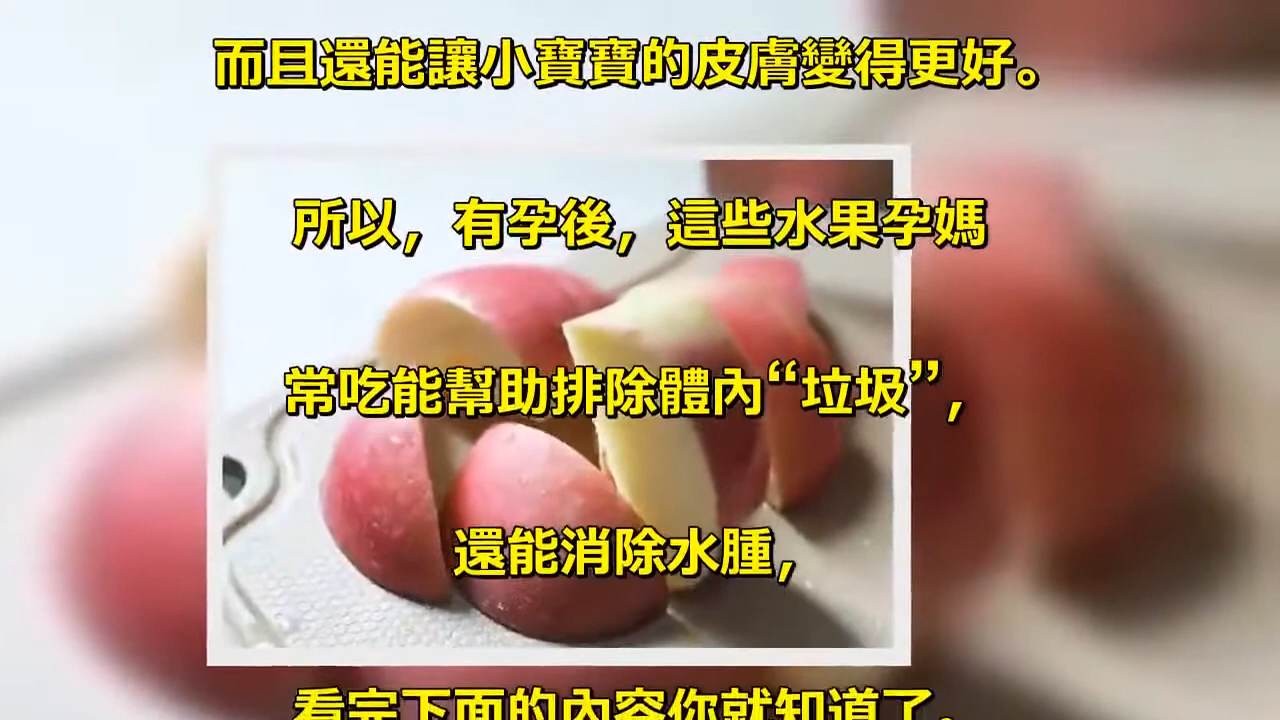 而且還能讓小寶寶的皮膚變得更好。
所以，有孕後，這些水果孕媽
常吃能幫助排除體內“垃圾”，
還能消除水腫，
看完下面的內容你就知道了。